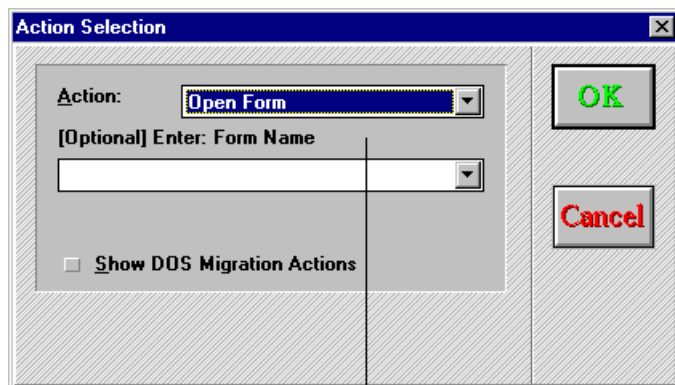 Action Selection
Action:
Open Form
OK
[Optional] Enter: Form Name
Cancel
Show DOS Migration Actions